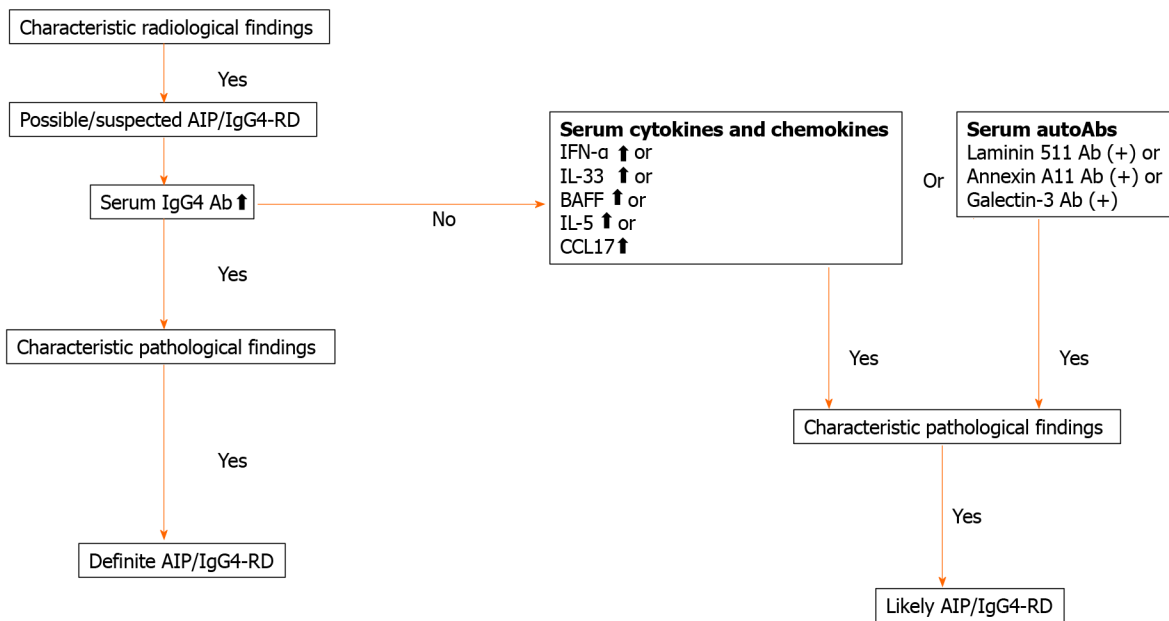 Characteristic radiological findings
Yes
Possible/suspected AIP/IgG4-RD
Serum IgG4 Ab⬆
No
Yes
Characteristic pathological findings
Yes
Definite AIP/IgG4-RD
Serum cytokines and chemokines
IFN-α ⬆ or
IL-33 ⬆ or
BAFF ⬆ or
IL-5 ⬆ or
CCL17⬆
Or
Serum autoAbs
Laminin 511 Ab (+) or
Annexin A11 Ab (+) or
Galectin-3 Ab (+)
Yes
Yes
Characteristic pathological findings
Yes
Likely AIP/IgG4-RD